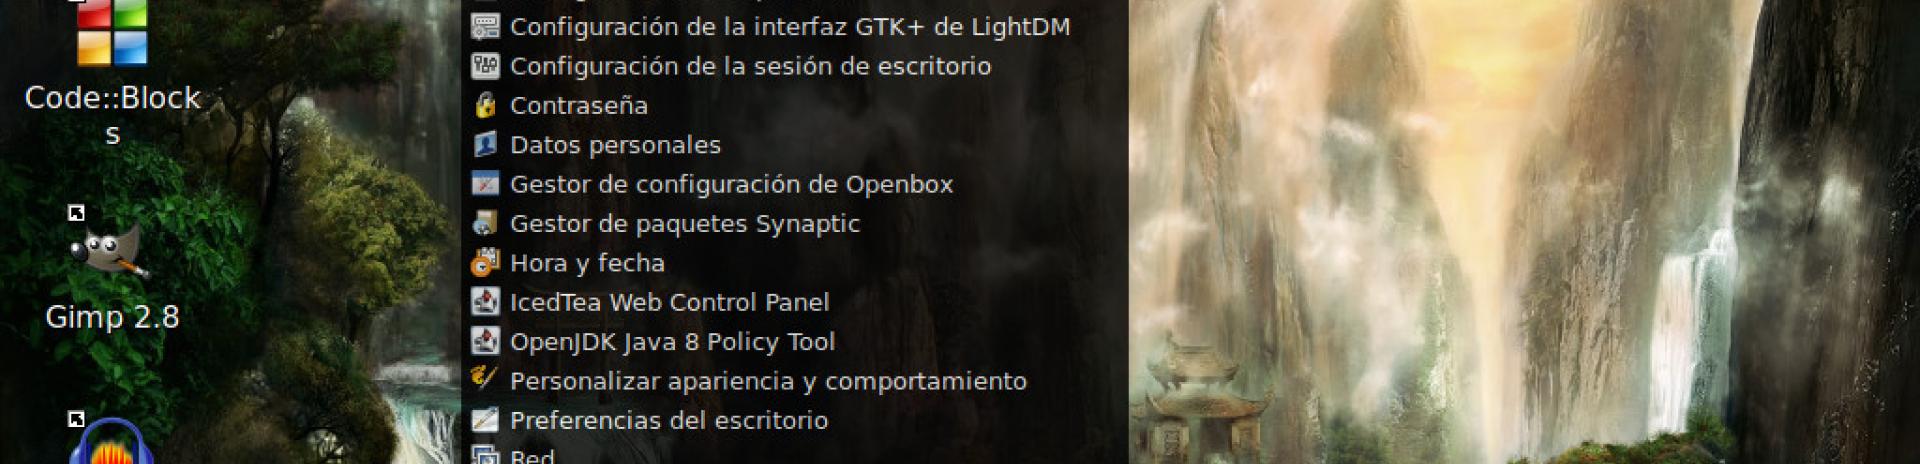 Code::Block
s
Gimp 2.8
Configuración de la interfaz GTK+ de LightDM
Configuración de la sesión de escritorio
Contraseña
Datos personales
Gestor de configuración de Openbox
Gestor de paquetes Synaptic
Hora y fecha
IcedTea Web Control Panel
OpenJDK Java 8 Policy Tool
Personalizar apariencia y comportamiento
Preferencias del escritorio
Red